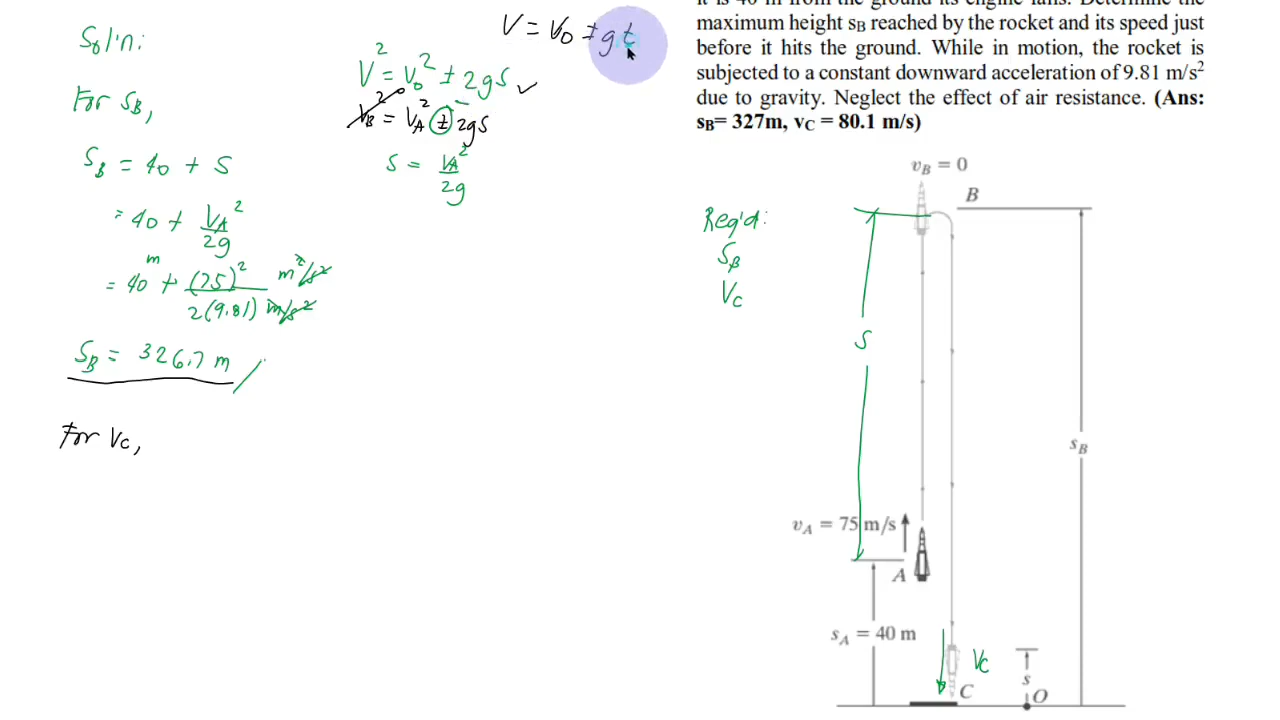 Sol'n:
For SB,
SB = 40 + S
= 40 + VA²/2g
= 40 m + (75)²/2(9.81) m²/s²/m/s²
SB = 326.7 m
For Vc,
V = V₀ ± gt
V² = V₀² ± 2gS ✓
VB² = VA² ± 2gS
−
S = VA²/2g
it is 40 m from the ground its engine fails. Determine the
maximum height sB reached by the rocket and its speed just
before it hits the ground. While in motion, the rocket is
subjected to a constant downward acceleration of 9.81 m/s²
due to gravity. Neglect the effect of air resistance. (Ans:
sB= 327m, vC = 80.1 m/s)
Req'd:
SB
Vc
vB = 0
B
S
sB
vA = 75 m/s
A
sA = 40 m
Vc
C
s
O